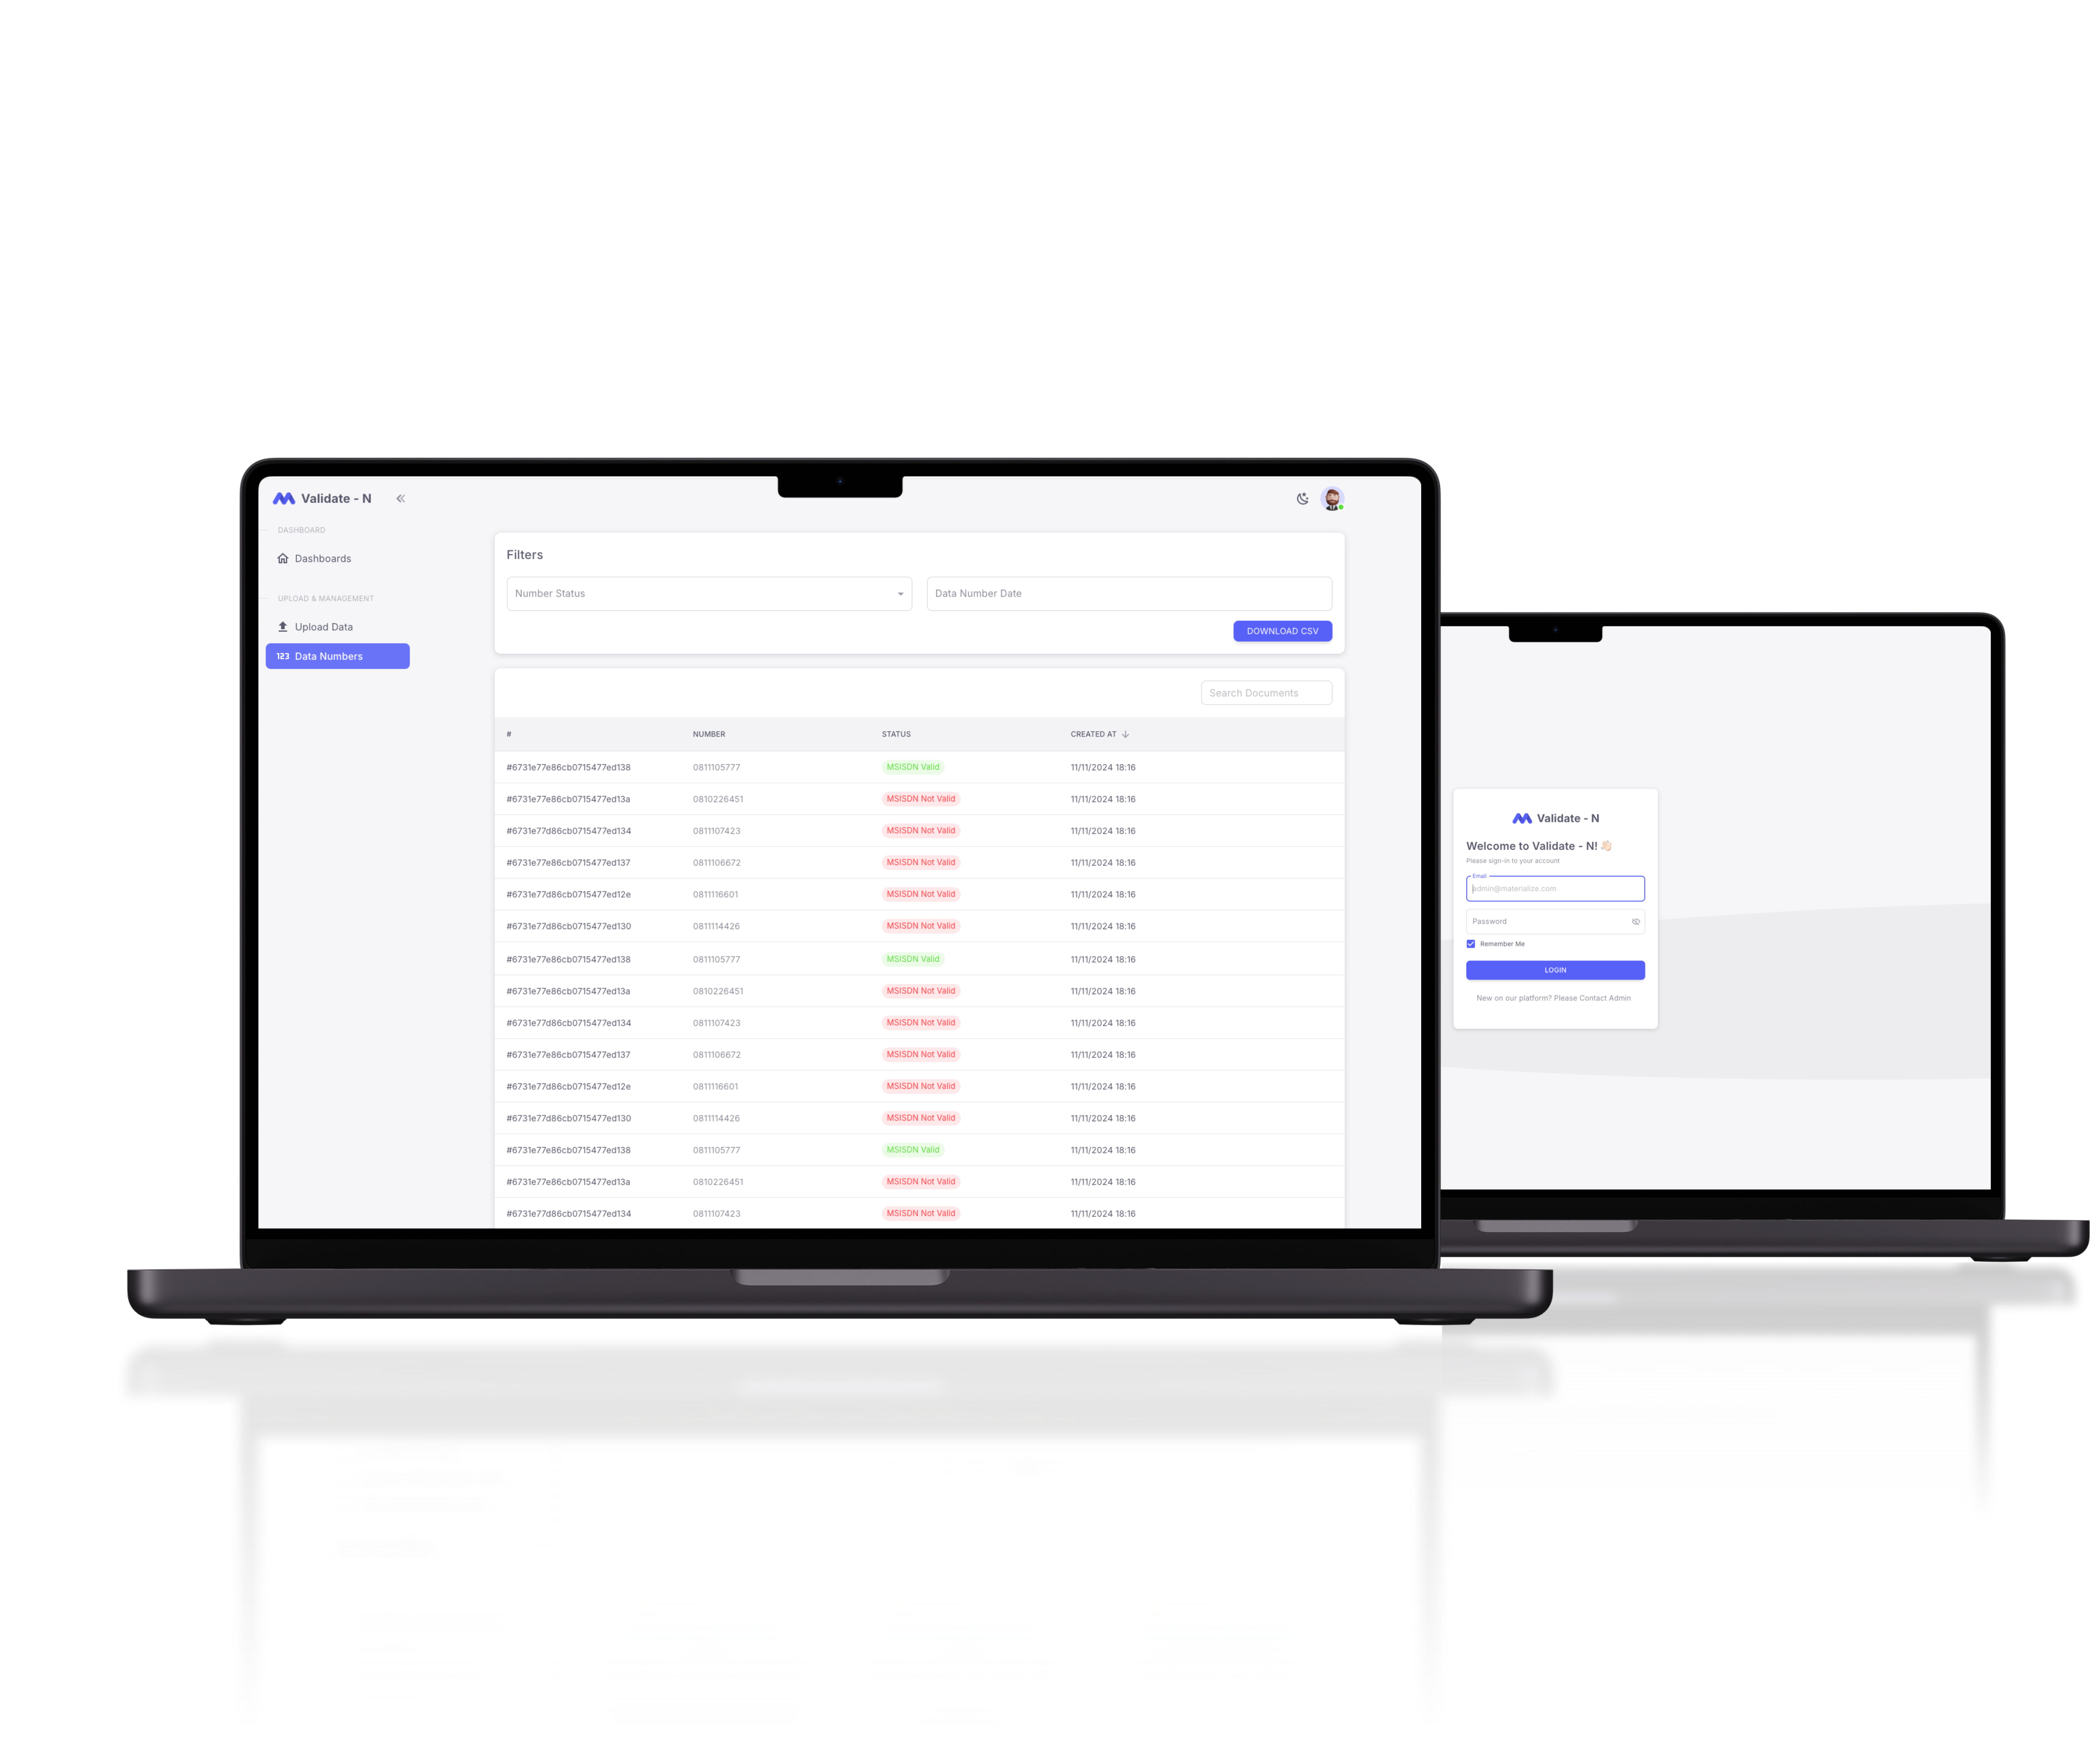 Validate - N
DASHBOARD
Dashboards
UPLOAD & MANAGEMENT
Upload Data
123 Data Numbers
Filters
Number Status
Data Number Date
DOWNLOAD CSV
Search Documents
# NUMBER STATUS CREATED AT
#6731e77e86cb0715477ed138 0811105777 MSISDN Valid 11/11/2024 18:16
#6731e77e86cb0715477ed13a 0810226451 MSISDN Not Valid 11/11/2024 18:16
#6731e77d86cb0715477ed134 0811107423 MSISDN Not Valid 11/11/2024 18:16
#6731e77d86cb0715477ed137 0811106672 MSISDN Not Valid 11/11/2024 18:16
#6731e77d86cb0715477ed12e 0811116601 MSISDN Not Valid 11/11/2024 18:16
#6731e77d86cb0715477ed130 0811114426 MSISDN Not Valid 11/11/2024 18:16
#6731e77e86cb0715477ed138 0811105777 MSISDN Valid 11/11/2024 18:16
#6731e77e86cb0715477ed13a 0810226451 MSISDN Not Valid 11/11/2024 18:16
#6731e77d86cb0715477ed134 0811107423 MSISDN Not Valid 11/11/2024 18:16
#6731e77d86cb0715477ed137 0811106672 MSISDN Not Valid 11/11/2024 18:16
#6731e77d86cb0715477ed12e 0811116601 MSISDN Not Valid 11/11/2024 18:16
#6731e77d86cb0715477ed130 0811114426 MSISDN Not Valid 11/11/2024 18:16
#6731e77e86cb0715477ed138 0811105777 MSISDN Valid 11/11/2024 18:16
#6731e77e86cb0715477ed13a 0810226451 MSISDN Not Valid 11/11/2024 18:16
#6731e77d86cb0715477ed134 0811107423 MSISDN Not Valid 11/11/2024 18:16
Validate - N
Welcome to Validate - N! 👋🏻
Please sign-in to your account
Email
admin@materialize.com
Password
Remember Me
LOGIN
New on our platform? Please Contact Admin